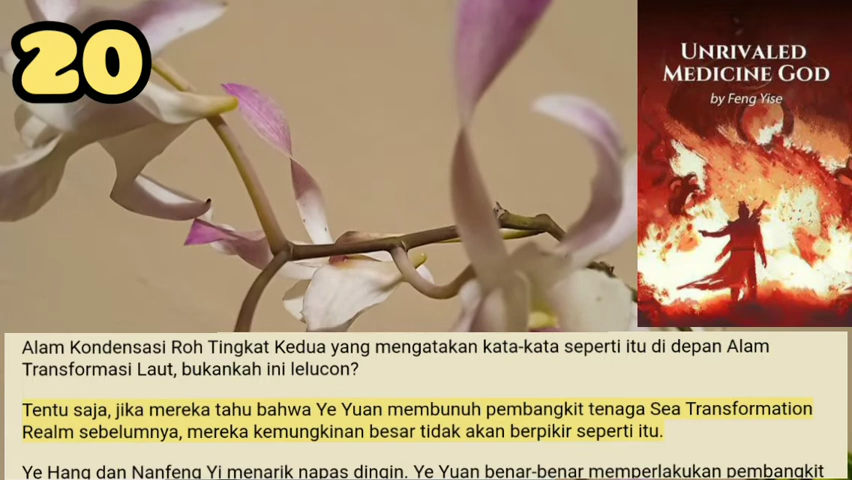 20
UNRIVALED
MEDICINE GOD
by Feng Yise
Alam Kondensasi Roh Tingkat Kedua yang mengatakan kata-kata seperti itu di depan Alam
Transformasi Laut, bukankah ini lelucon?
Tentu saja, jika mereka tahu bahwa Ye Yuan membunuh pembangkit tenaga Sea Transformation
Realm sebelumnya, mereka kemungkinan besar tidak akan berpikir seperti itu.
Ye Hang dan Nanfeng Yi menarik napas dingin. Ye Yuan benar-benar memperlakukan pembangkit